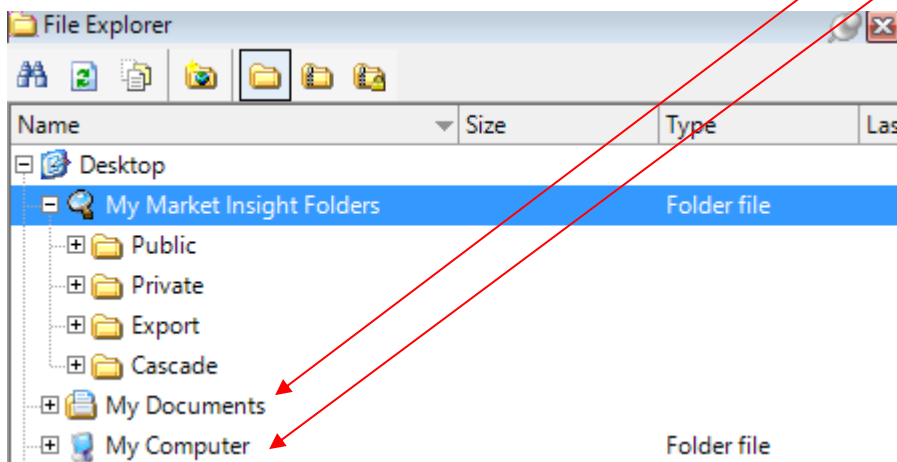 File Explorer
Name Size Type Las
Desktop
My Market Insight Folders Folder file
Public
Private
Export
Cascade
My Documents
My Computer Folder file